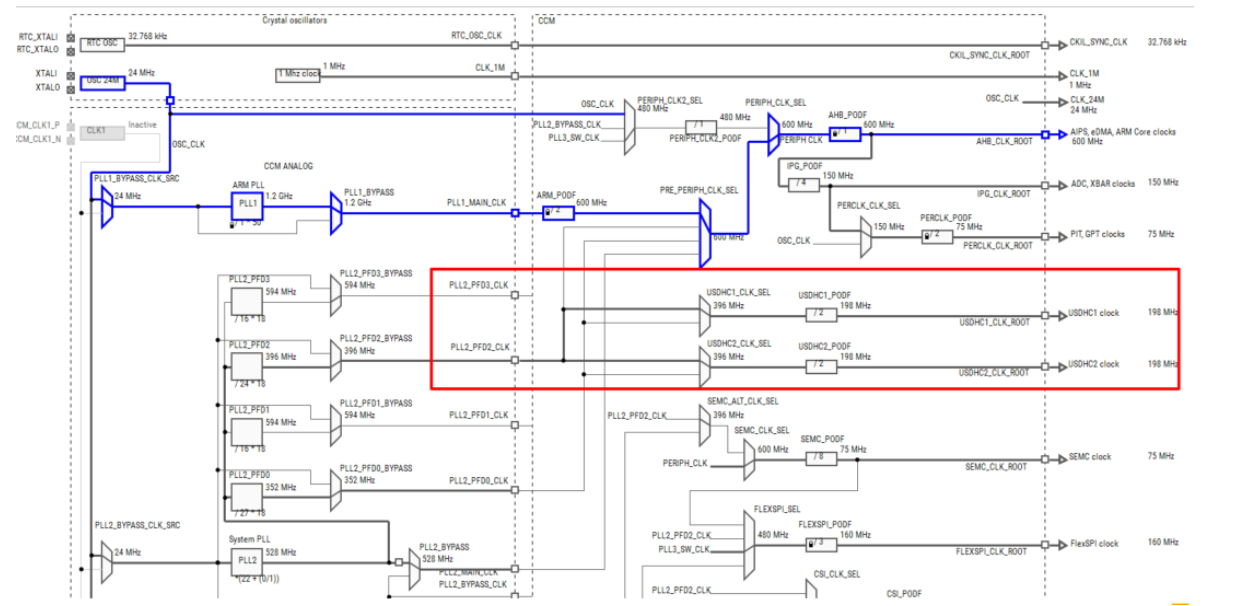 Crystal oscillators
CCM
RTC_XTALI
RTC_XTALO
RTC OSC
32.768 kHz
RTC_OSC_CLK
CKIL_SYNC_CLK_ROOT
CKIL_SYNC_CLK
32.768 kHz
XTALI
XTALO
OSC 24M
24 MHz
1 Mhz clock
1 MHz
CLK_1M
CLK_1M
1 MHz
OSC_CLK
CLK_24M
24 MHz
CCM_CLK1_P
CCM_CLK1_N
CLK1
Inactive
OSC_CLK
OSC_CLK
PERIPH_CLK2_SEL
480 MHz
PLL2_BYPASS_CLK
PLL3_SW_CLK
/ 1
480 MHz
PERIPH_CLK2_PODF
PERIPH_CLK_SEL
600 MHz
PERIPH CLK
AHB_PODF
/ 1
600 MHz
AHB_CLK_ROOT
AIPS, eDMA, ARM Core clocks
600 MHz
CCM ANALOG
PLL1_BYPASS_CLK_SRC
24 MHz
ARM PLL
PLL1
1.2 GHz
/ 1 * 50
PLL1_BYPASS
1.2 GHz
PLL1_MAIN_CLK
ARM_PODF
/ 2
600 MHz
PRE_PERIPH_CLK_SEL
600 MHz
IPG_PODF
/ 4
150 MHz
IPG_CLK_ROOT
ADC, XBAR clocks
150 MHz
PERCLK_CLK_SEL
150 MHz
OSC_CLK
PERCLK_PODF
/ 2
75 MHz
PERCLK_CLK_ROOT
PIT, GPT clocks
75 MHz
PLL2_PFD3
594 MHz
/ 16 * 18
PLL2_PFD3_BYPASS
594 MHz
PLL2_PFD3_CLK
USDHC1_CLK_SEL
396 MHz
USDHC1_PODF
/ 2
198 MHz
USDHC1_CLK_ROOT
USDHC1 clock
198 MHz
PLL2_PFD2
396 MHz
/ 24 * 18
PLL2_PFD2_BYPASS
396 MHz
PLL2_PFD2_CLK
USDHC2_CLK_SEL
396 MHz
USDHC2_PODF
/ 2
198 MHz
USDHC2_CLK_ROOT
USDHC2 clock
198 MHz
PLL2_PFD1
594 MHz
/ 16 * 18
PLL2_PFD1_BYPASS
594 MHz
PLL2_PFD1_CLK
SEMC_ALT_CLK_SEL
PLL2_PFD2_CLK
396 MHz
SEMC_CLK_SEL
600 MHz
PERIPH_CLK
SEMC_PODF
/ 8
75 MHz
SEMC_CLK_ROOT
SEMC clock
75 MHz
PLL2_PFD0
352 MHz
/ 27 * 18
PLL2_PFD0_BYPASS
352 MHz
PLL2_PFD0_CLK
FLEXSPI_SEL
480 MHz
PLL2_PFD2_CLK
PLL3_SW_CLK
FLEXSPI_PODF
/ 3
160 MHz
FLEXSPI_CLK_ROOT
FlexSPI clock
160 MHz
PLL2_BYPASS_CLK_SRC
24 MHz
System PLL
PLL2
528 MHz
*(22 + (0/1))
PLL2_BYPASS
528 MHz
PLL2_MAIN_CLK
PLL2_BYPASS_CLK
CSI_CLK_SEL
PLL2_PFD2_CLK
CSI_PODF